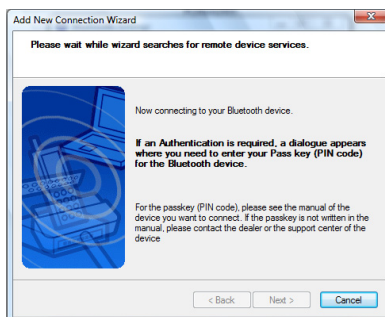 Add New Connection Wizard
Please wait while wizard searches for remote device services.
Now connecting to your Bluetooth device.
If an Authentication is required, a dialogue appears
where you need to enter your Pass key (PIN code)
for the Bluetooth device.
For the passkey (PIN code), please see the manual of the
device you want to connect. If the passkey is not written in the
manual, please contact the dealer or the support center of the
device
< Back Next > Cancel